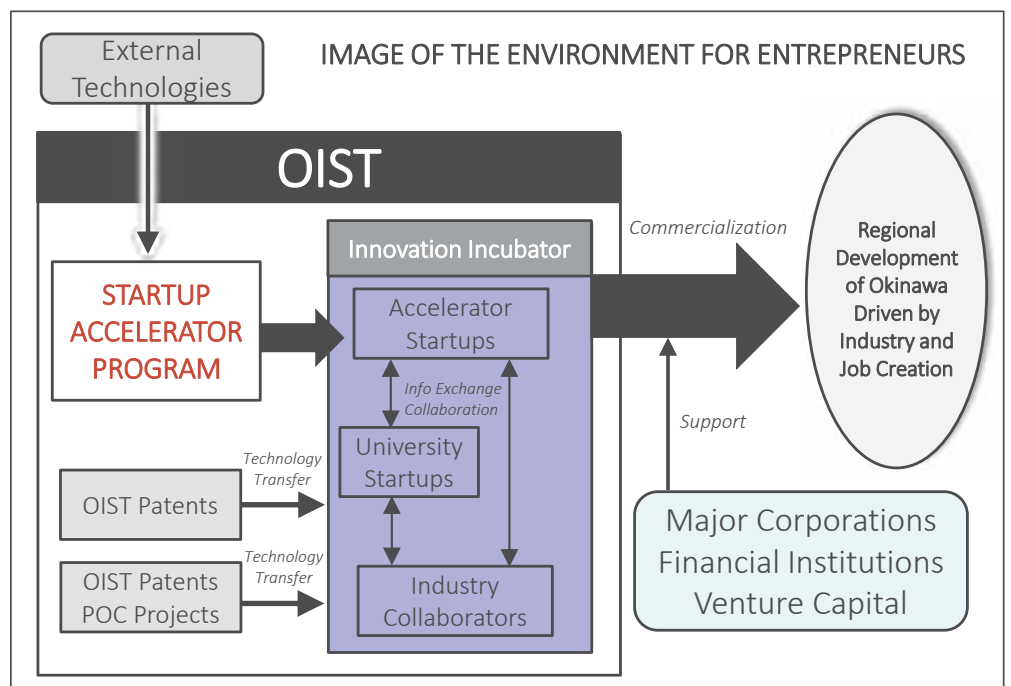 External
Technologies
IMAGE OF THE ENVIRONMENT FOR ENTREPRENEURS
OIST
STARTUP
ACCELERATOR
PROGRAM
Innovation Incubator
Accelerator
Startups
Info Exchange
Collaboration
University
Startups
Industry
Collaborators
Technology
Transfer
OIST Patents
Technology
Transfer
OIST Patents
POC Projects
Commercialization
Support
Major Corporations
Financial Institutions
Venture Capital
Regional
Development
of Okinawa
Driven by
Industry and
Job Creation